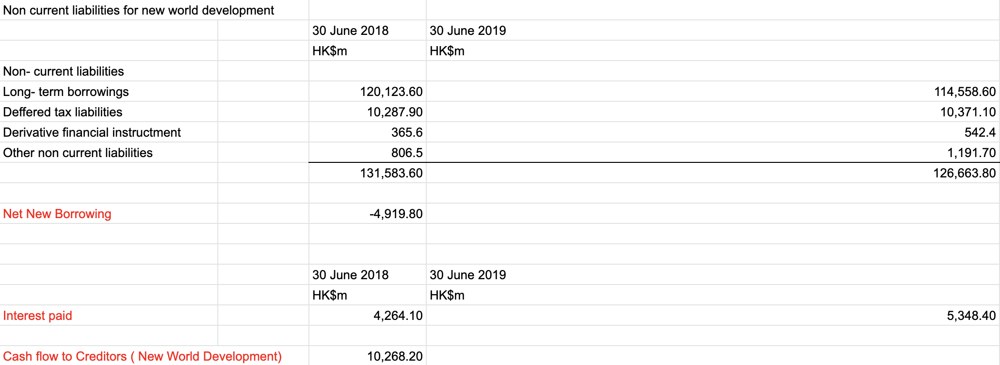 Non current liabilities for new world development
30 June 2018 30 June 2019
HK$m HK$m
Non- current liabilities
Long- term borrowings 120,123.60 114,558.60
Deffered tax liabilities 10,287.90 10,371.10
Derivative financial instructment 365.6 542.4
Other non current liabilities 806.5 1,191.70
131,583.60 126,663.80
Net New Borrowing -4,919.80
30 June 2018 30 June 2019
HK$m HK$m
Interest paid 4,264.10 5,348.40
Cash flow to Creditors ( New World Development) 10,268.20